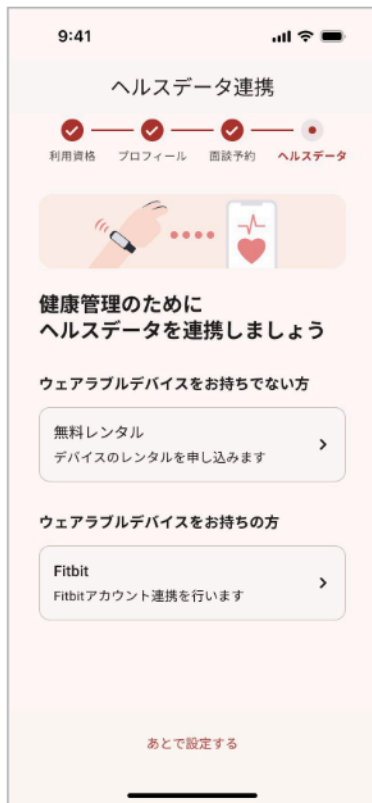 9:41
ヘルスデータ連携
利用資格 プロフィール 面談予約 ヘルスデータ
健康管理のために
ヘルスデータを連携しましょう
ウェアラブルデバイスをお持ちでない方
無料レンタル
デバイスのレンタルを申し込みます
ウェアラブルデバイスをお持ちの方
Fitbit
Fitbitアカウント連携を行います
あとで設定する